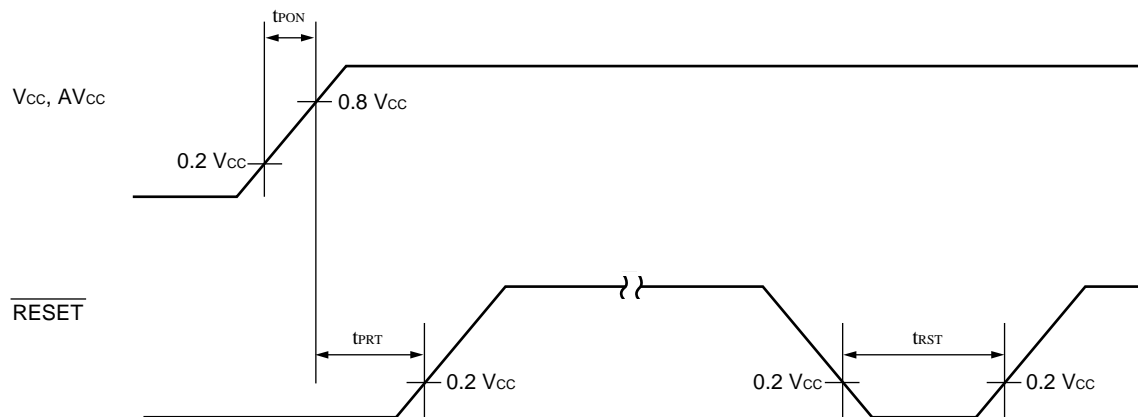 tPON
VCC, AVCC
0.8 VCC
0.2 VCC
RESET
tPRT
tRST
0.2 VCC
0.2 VCC
0.2 VCC